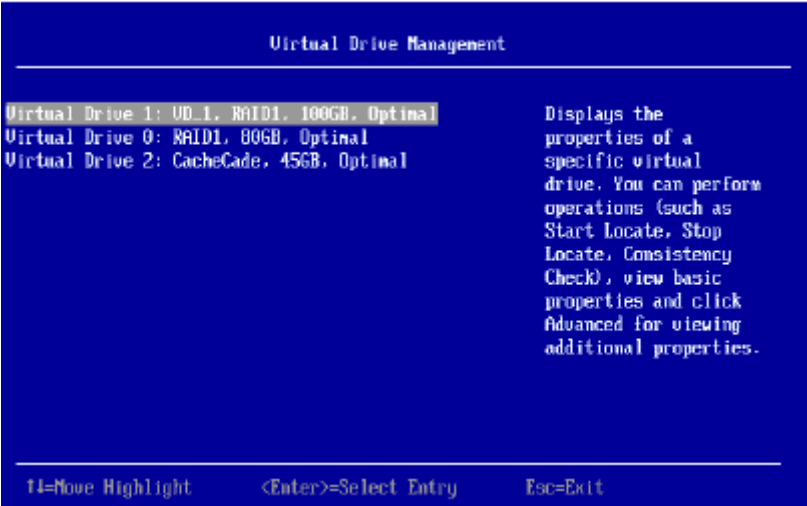 Virtual Drive Management
Virtual Drive 1: VD_1, RAID1, 100GB, Optimal
Virtual Drive 0: RAID1, 80GB, Optimal
Virtual Drive 2: CacheCade, 45GB, Optimal
Displays the
properties of a
specific virtual
drive. You can perform
operations (such as
Start Locate, Stop
Locate, Consistency
Check), view basic
properties and click
Advanced for viewing
additional properties.
↑↓=Move Highlight <Enter>=Select Entry Esc=Exit